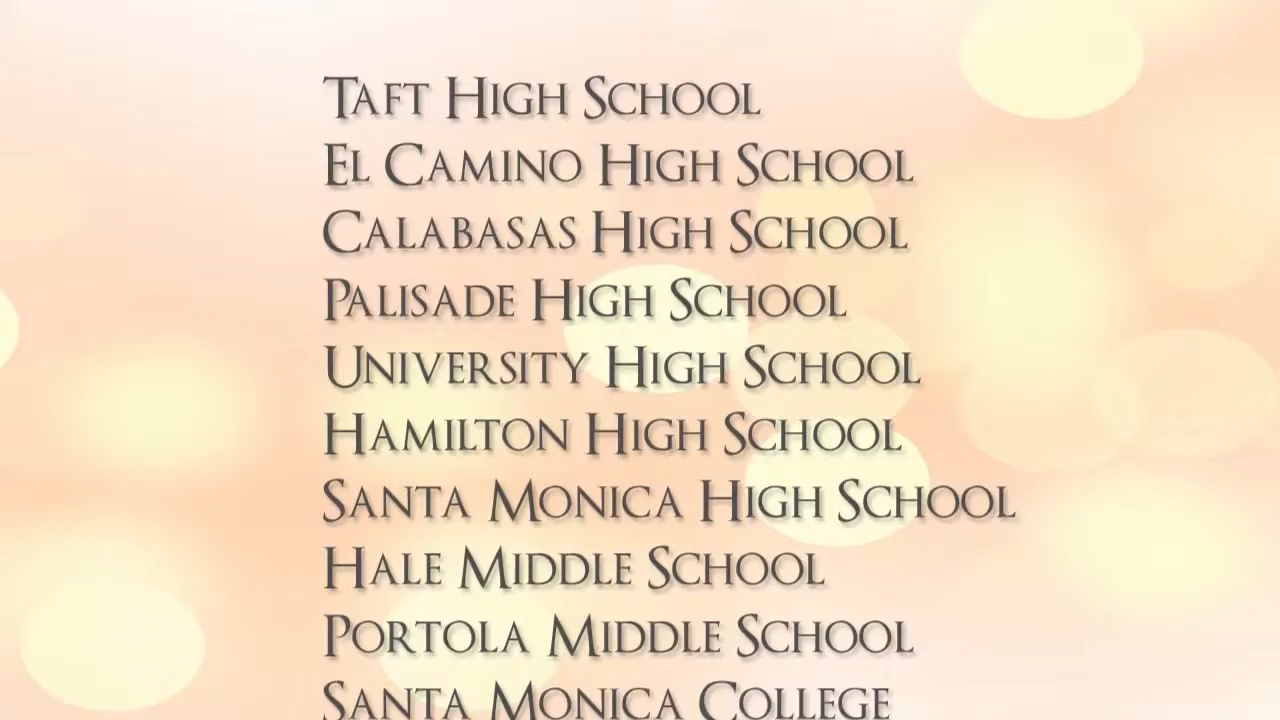 Taft High School
El Camino High School
Calabasas High School
Palisade High School
University High School
Hamilton High School
Santa Monica High School
Hale Middle School
Portola Middle School
Santa Monica College